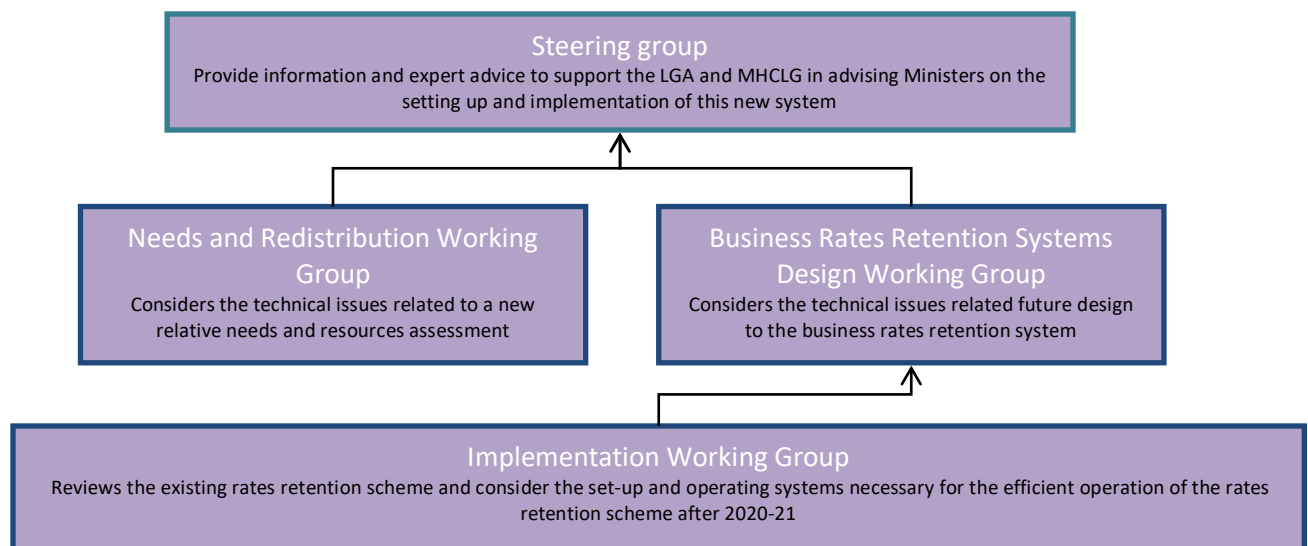 Steering group
Provide information and expert advice to support the LGA and MHCLG in advising Ministers on the
setting up and implementation of this new system
Needs and Redistribution Working
Group
Considers the technical issues related to a new
relative needs and resources assessment
Business Rates Retention Systems
Design Working Group
Considers the technical issues related future design
to the business rates retention system
Implementation Working Group
Reviews the existing rates retention scheme and consider the set-up and operating systems necessary for the efficient operation of the rates
retention scheme after 2020-21